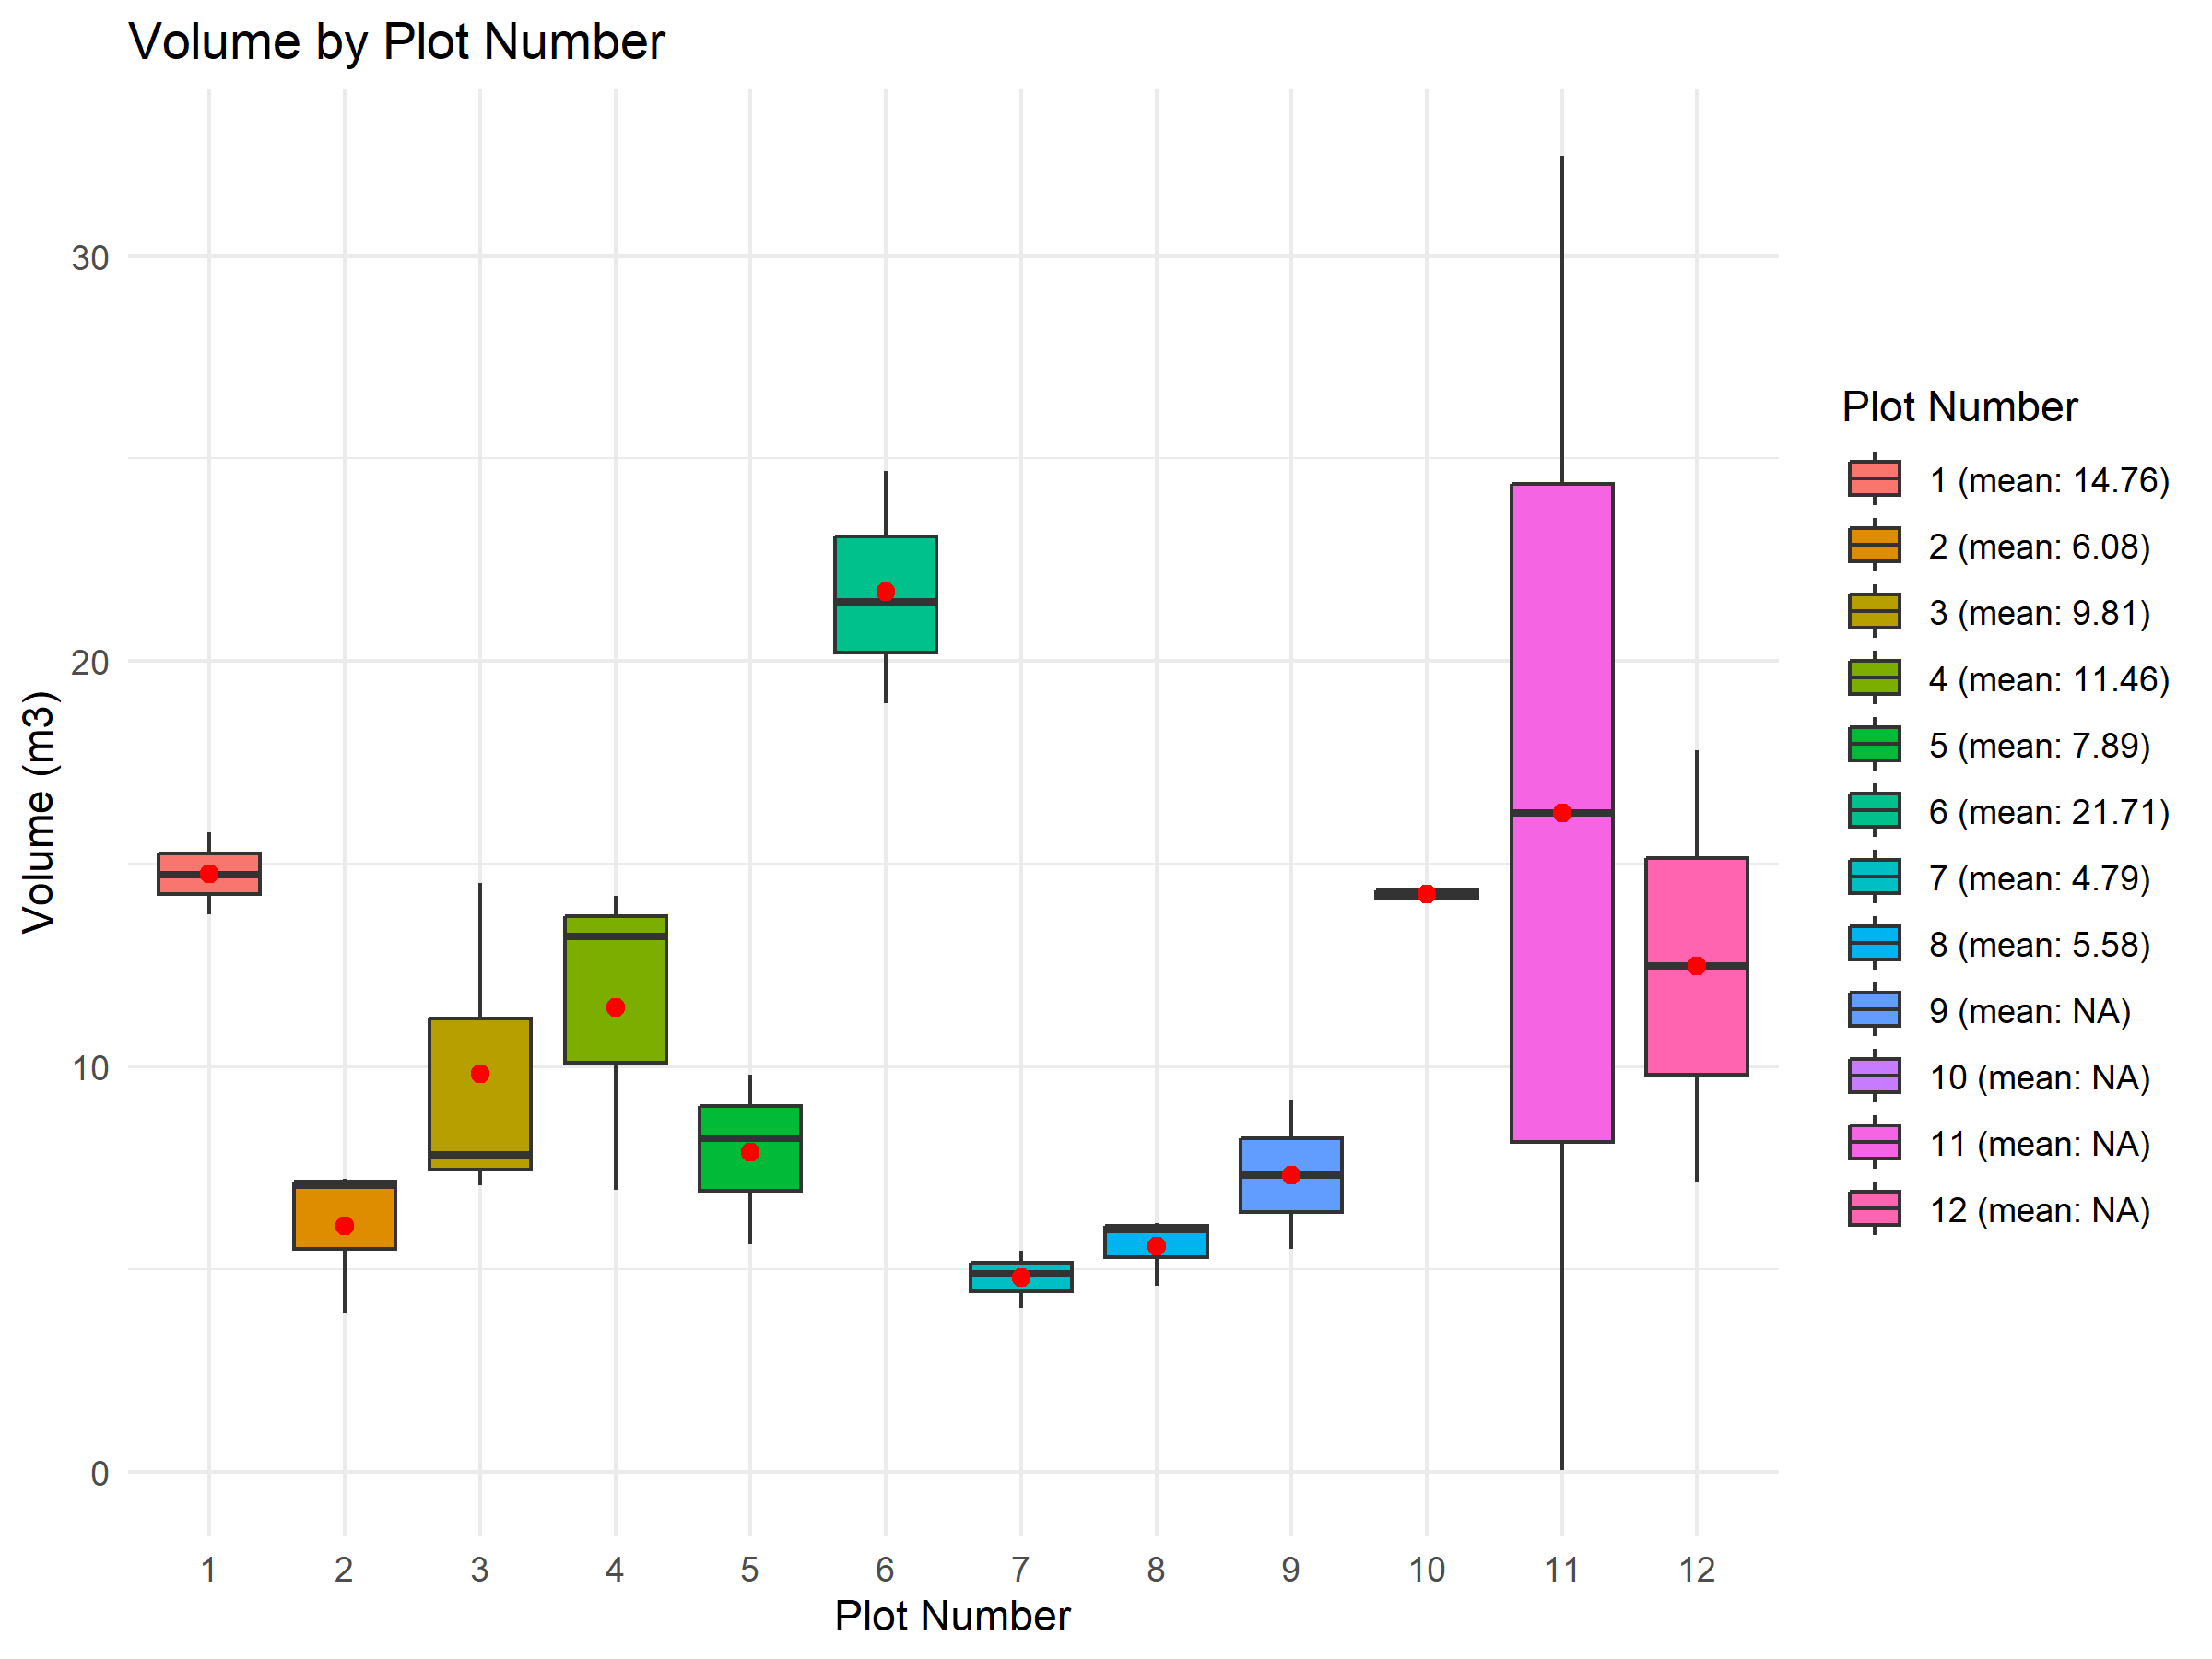 Volume by Plot Number
Volume (m3)
30
20
10
0
1 2 3 4 5 6 7 8 9 10 11 12
Plot Number
Plot Number
1 (mean: 14.76)
2 (mean: 6.08)
3 (mean: 9.81)
4 (mean: 11.46)
5 (mean: 7.89)
6 (mean: 21.71)
7 (mean: 4.79)
8 (mean: 5.58)
9 (mean: NA)
10 (mean: NA)
11 (mean: NA)
12 (mean: NA)